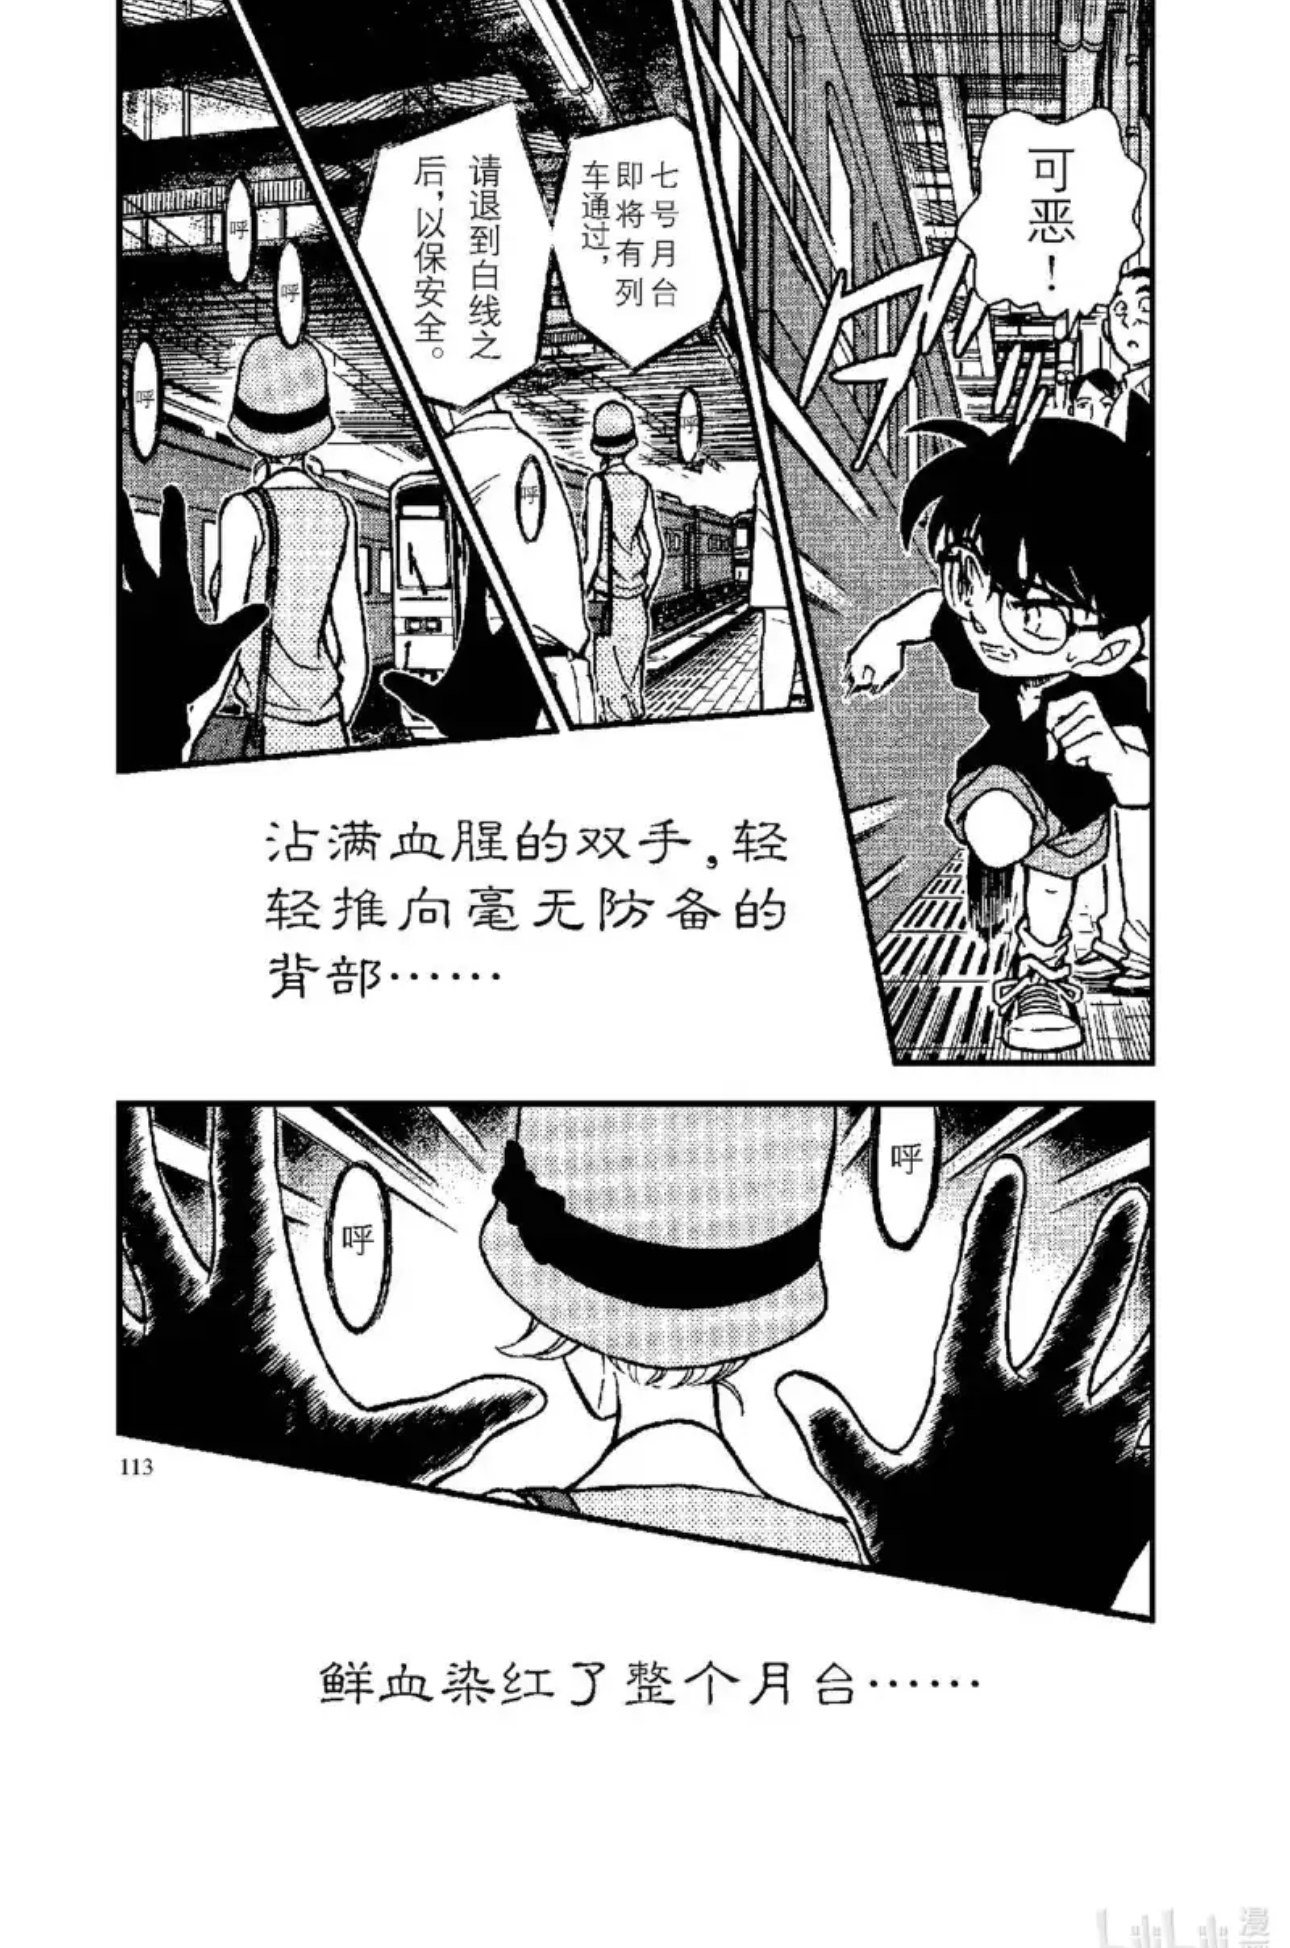 可恶！
七号月台
即将有列
车通过，
请退到白线之
后，以保安全。
呼
呼
呼
呼
呼
沾满血腥的双手，轻
轻推向毫无防备的
背部……
呼
呼
113
鲜血染红了整个月台……